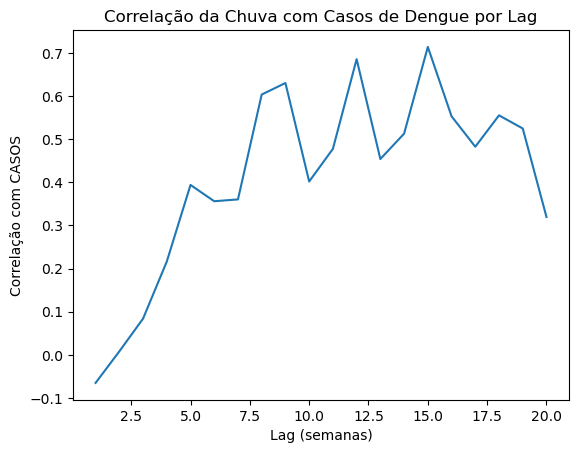 Correlação da Chuva com Casos de Dengue por Lag
Correlação com CASOS
0.7
0.6
0.5
0.4
0.3
0.2
0.1
0.0
−0.1
2.5 5.0 7.5 10.0 12.5 15.0 17.5 20.0
Lag (semanas)